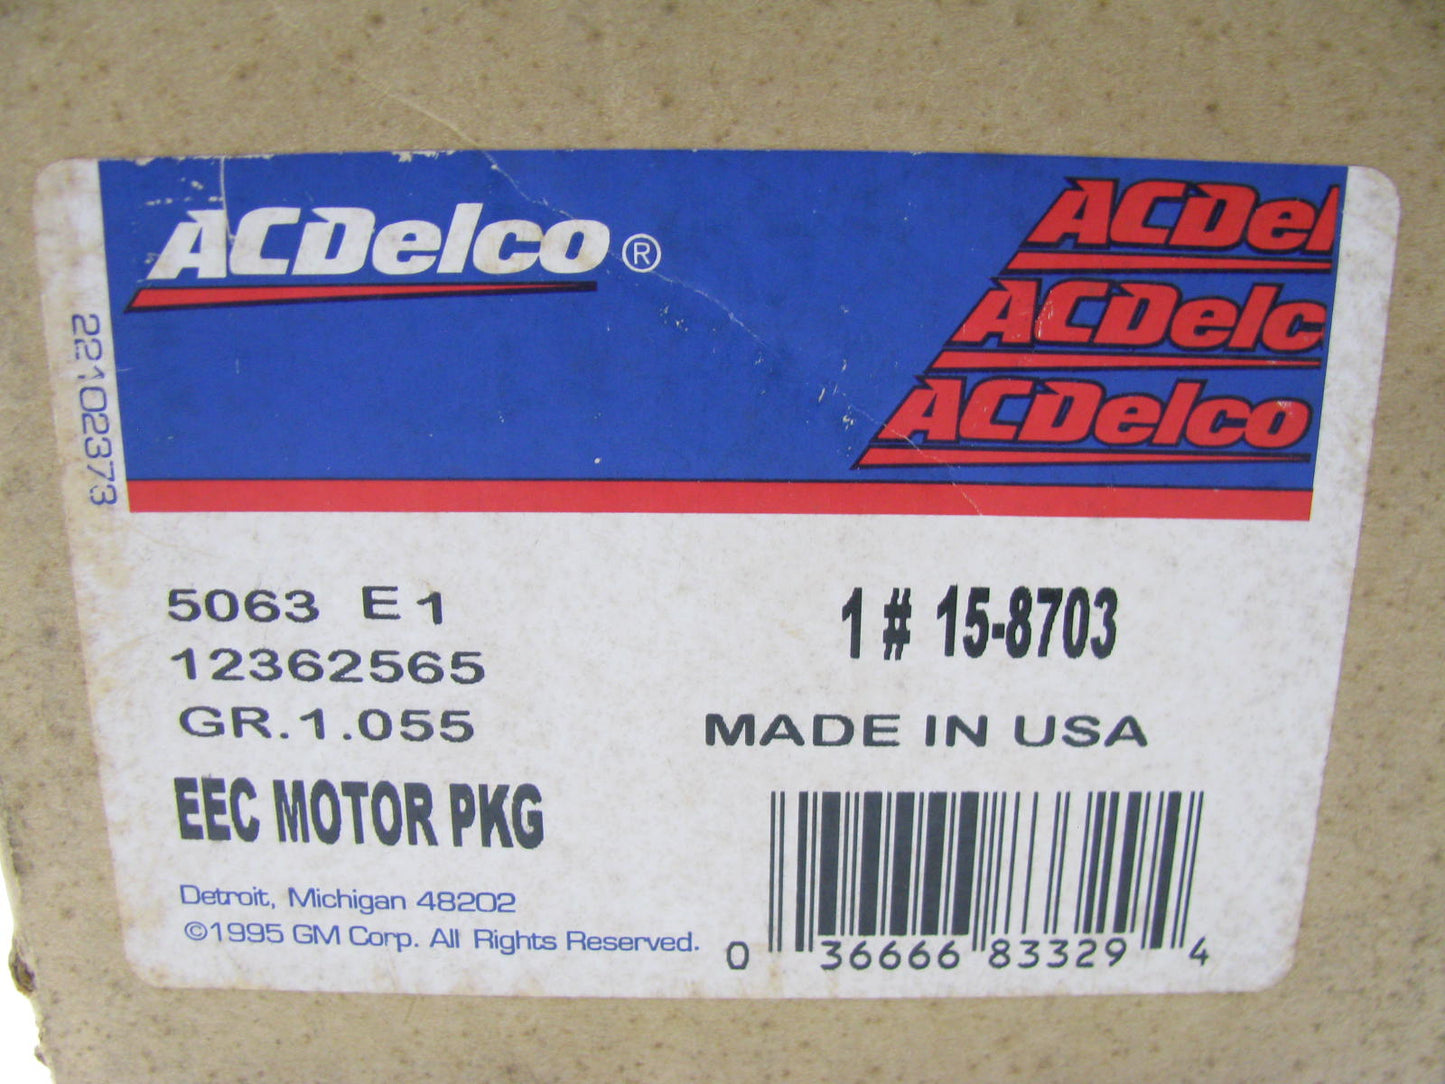 ACDelco®
ACDel
ACDelc
ACDelco
22102373
5063 E1
12362565
GR.1.055
EEC MOTOR PKG
1 # 15-8703
MADE IN USA
Detroit, Michigan 48202
©1995 GM Corp. All Rights Reserved.
0 36666 83329 4